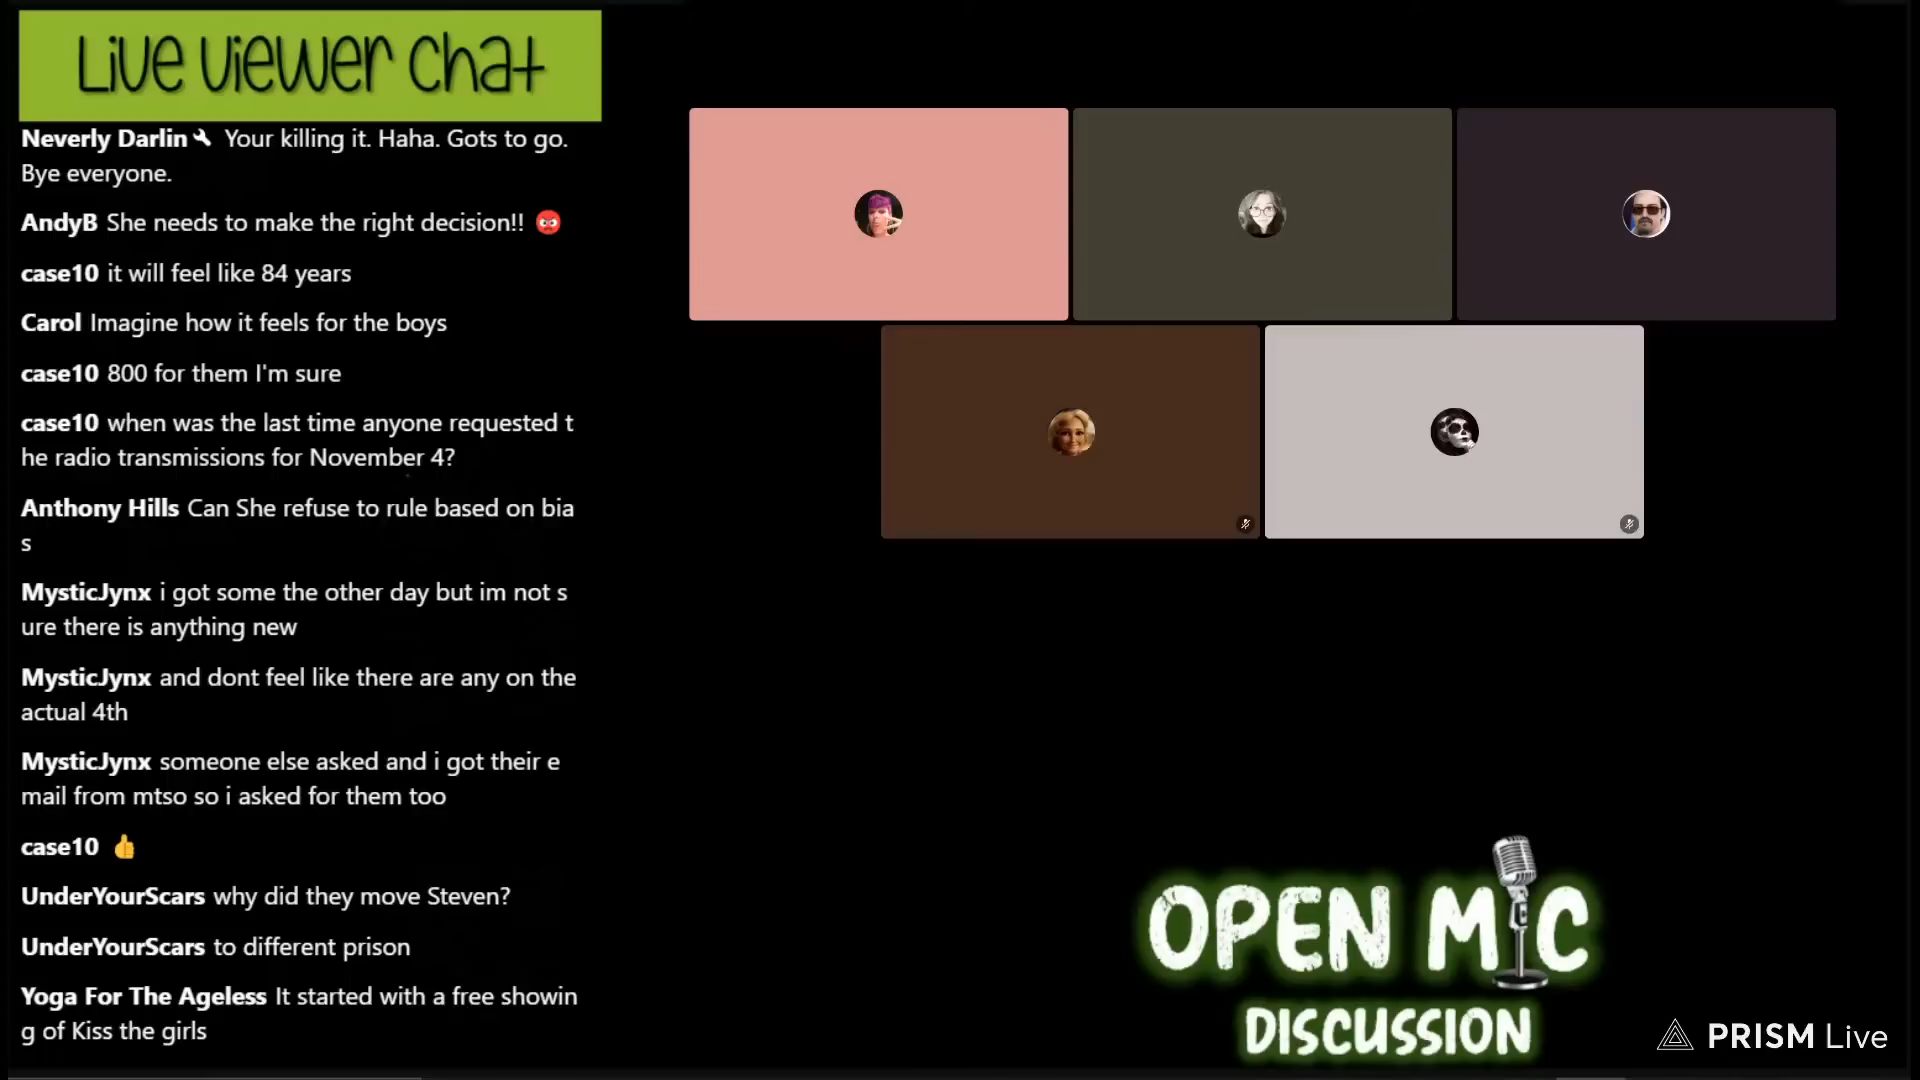 Live Viewer Chat
Neverly Darlin Your killing it. Haha. Gots to go.
Bye everyone.
AndyB She needs to make the right decision!! 😡
case10 it will feel like 84 years
Carol Imagine how it feels for the boys
case10 800 for them I'm sure
case10 when was the last time anyone requested t
he radio transmissions for November 4?
Anthony Hills Can She refuse to rule based on bia
s
MysticJynx i got some the other day but im not s
ure there is anything new
MysticJynx and dont feel like there are any on the
actual 4th
MysticJynx someone else asked and i got their e
mail from mtso so i asked for them too
case10 👍
UnderYourScars why did they move Steven?
UnderYourScars to different prison
Yoga For The Ageless It started with a free showin
g of Kiss the girls
OPEN MIC
DISCUSSION
PRISM Live